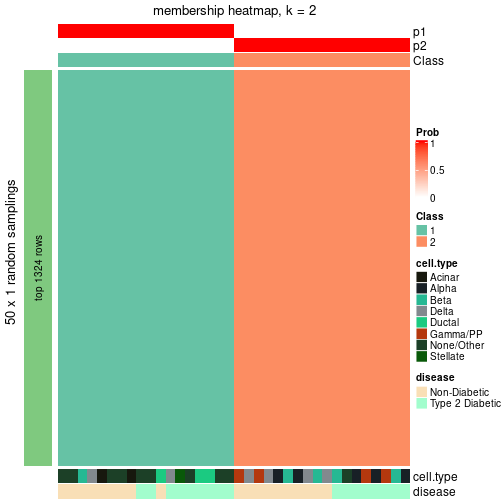 membership heatmap, k = 2
p1
p2
Class
50 x 1 random samplings
top 1324 rows
Prob
1
0.5
0
Class
1
2
cell.type
Acinar
Alpha
Beta
Delta
Ductal
Gamma/PP
None/Other
Stellate
disease
Non-Diabetic
Type 2 Diabetic
cell.type
disease